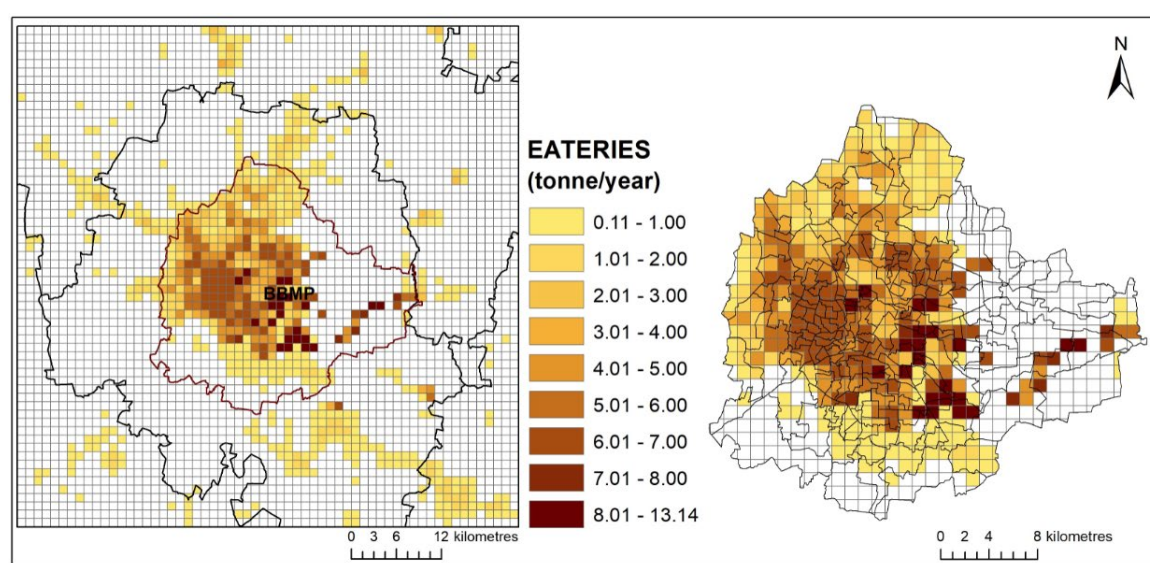 BBMP
0 3 6 12 kilometres
EATERIES
(tonne/year)
0.11 - 1.00
1.01 - 2.00
2.01 - 3.00
3.01 - 4.00
4.01 - 5.00
5.01 - 6.00
6.01 - 7.00
7.01 - 8.00
8.01 - 13.14
N
0 2 4 8 kilometres